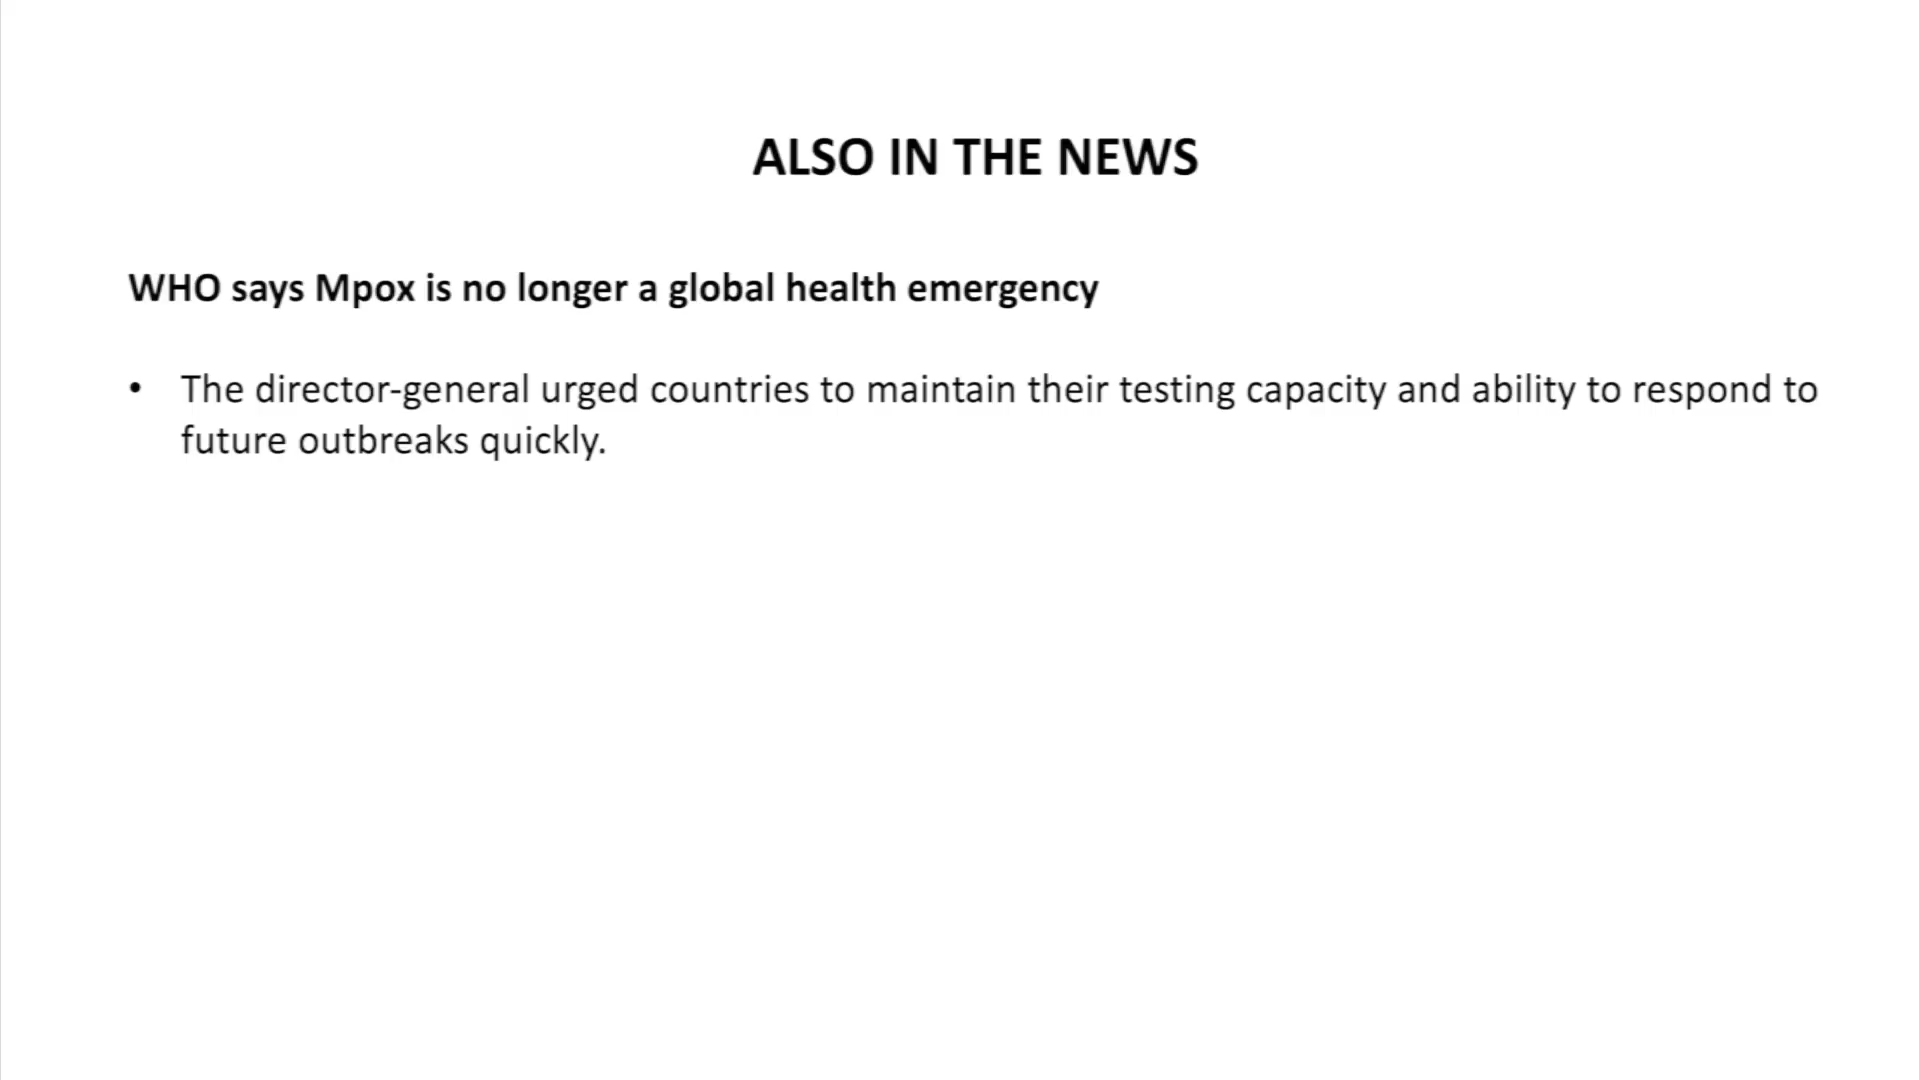 ALSO IN THE NEWS
WHO says Mpox is no longer a global health emergency
• The director-general urged countries to maintain their testing capacity and ability to respond to
future outbreaks quickly.